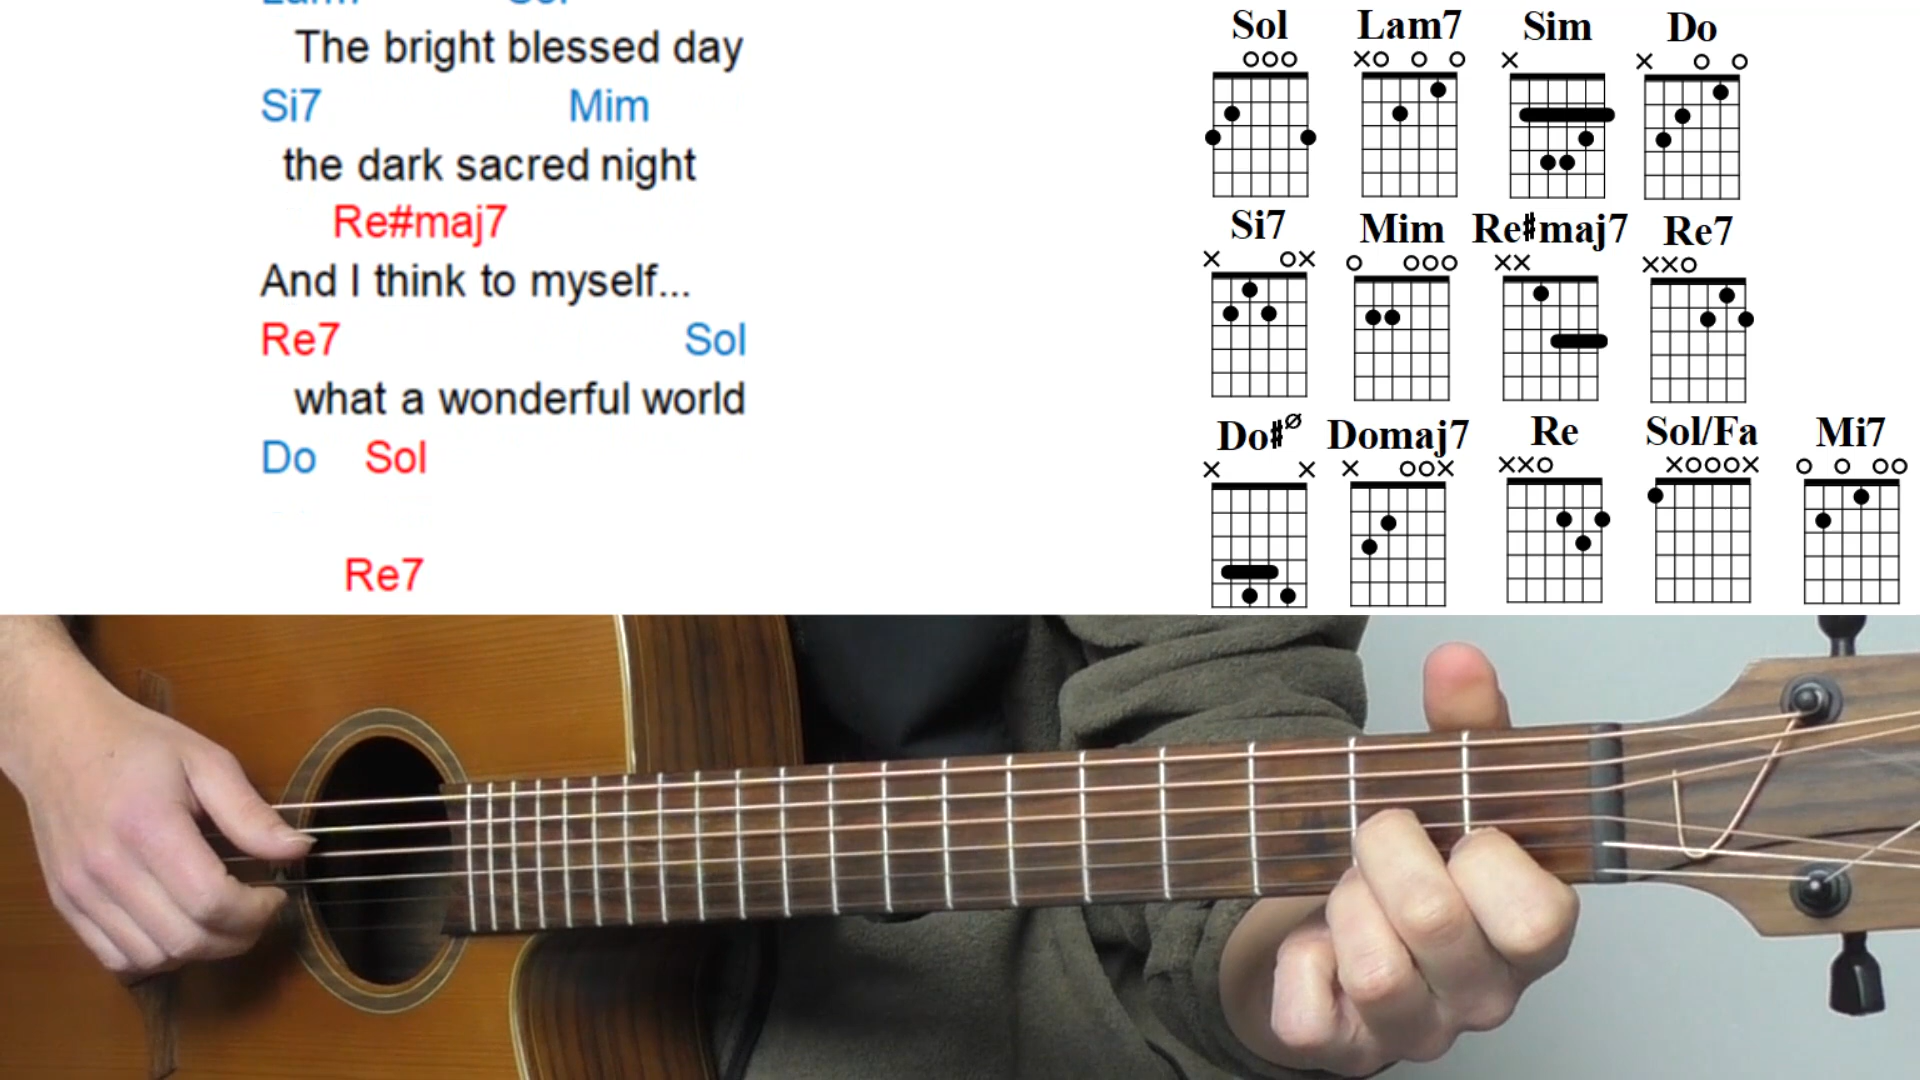 Lam7 Sol
The bright blessed day
Si7 Mim
the dark sacred night
Re#maj7
And I think to myself...
Re7 Sol
what a wonderful world
Do Sol
Re7
Sol Lam7 Sim Do
Si7 Mim Re♯maj7 Re7
Do♯ø Domaj7 Re Sol/Fa Mi7